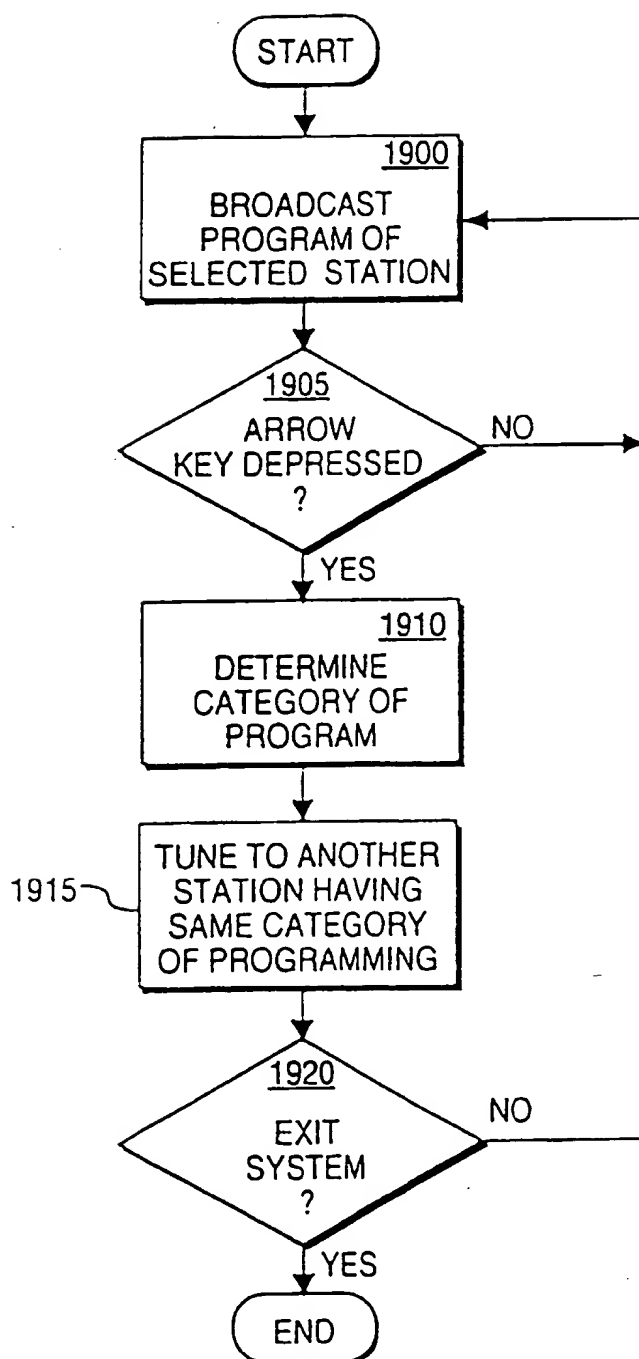 START
1900
BROADCAST
PROGRAM OF
SELECTED STATION
1905
ARROW
KEY DEPRESSED
?
NO
YES
1910
DETERMINE
CATEGORY OF
PROGRAM
1915
TUNE TO ANOTHER
STATION HAVING
SAME CATEGORY
OF PROGRAMMING
1920
EXIT
SYSTEM
?
NO
YES
END